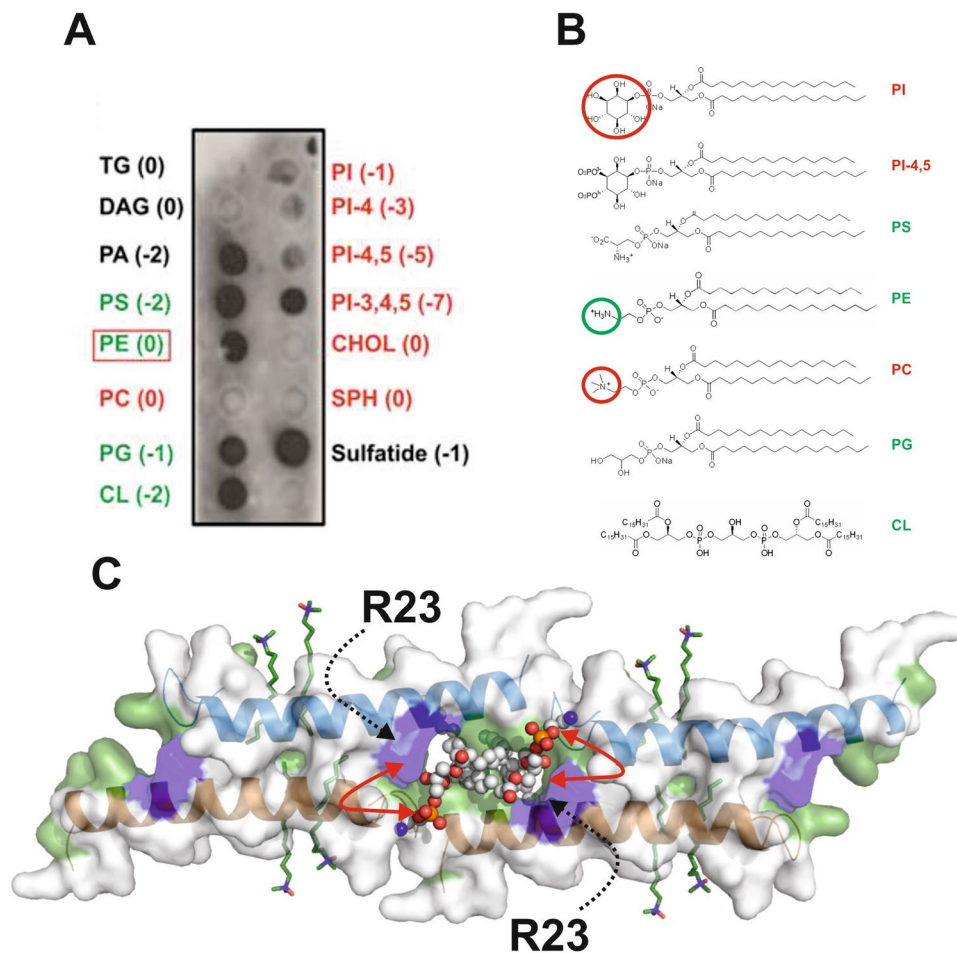 A
TG (0)
DAG (0)
PA (-2)
PS (-2)
PE (0)
PC (0)
PG (-1)
CL (-2)
PI (-1)
PI-4 (-3)
PI-4,5 (-5)
PI-3,4,5 (-7)
CHOL (0)
SPH (0)
Sulfatide (-1)
B
PI
PI-4,5
PS
PE
PC
PG
CL
C
R23
R23